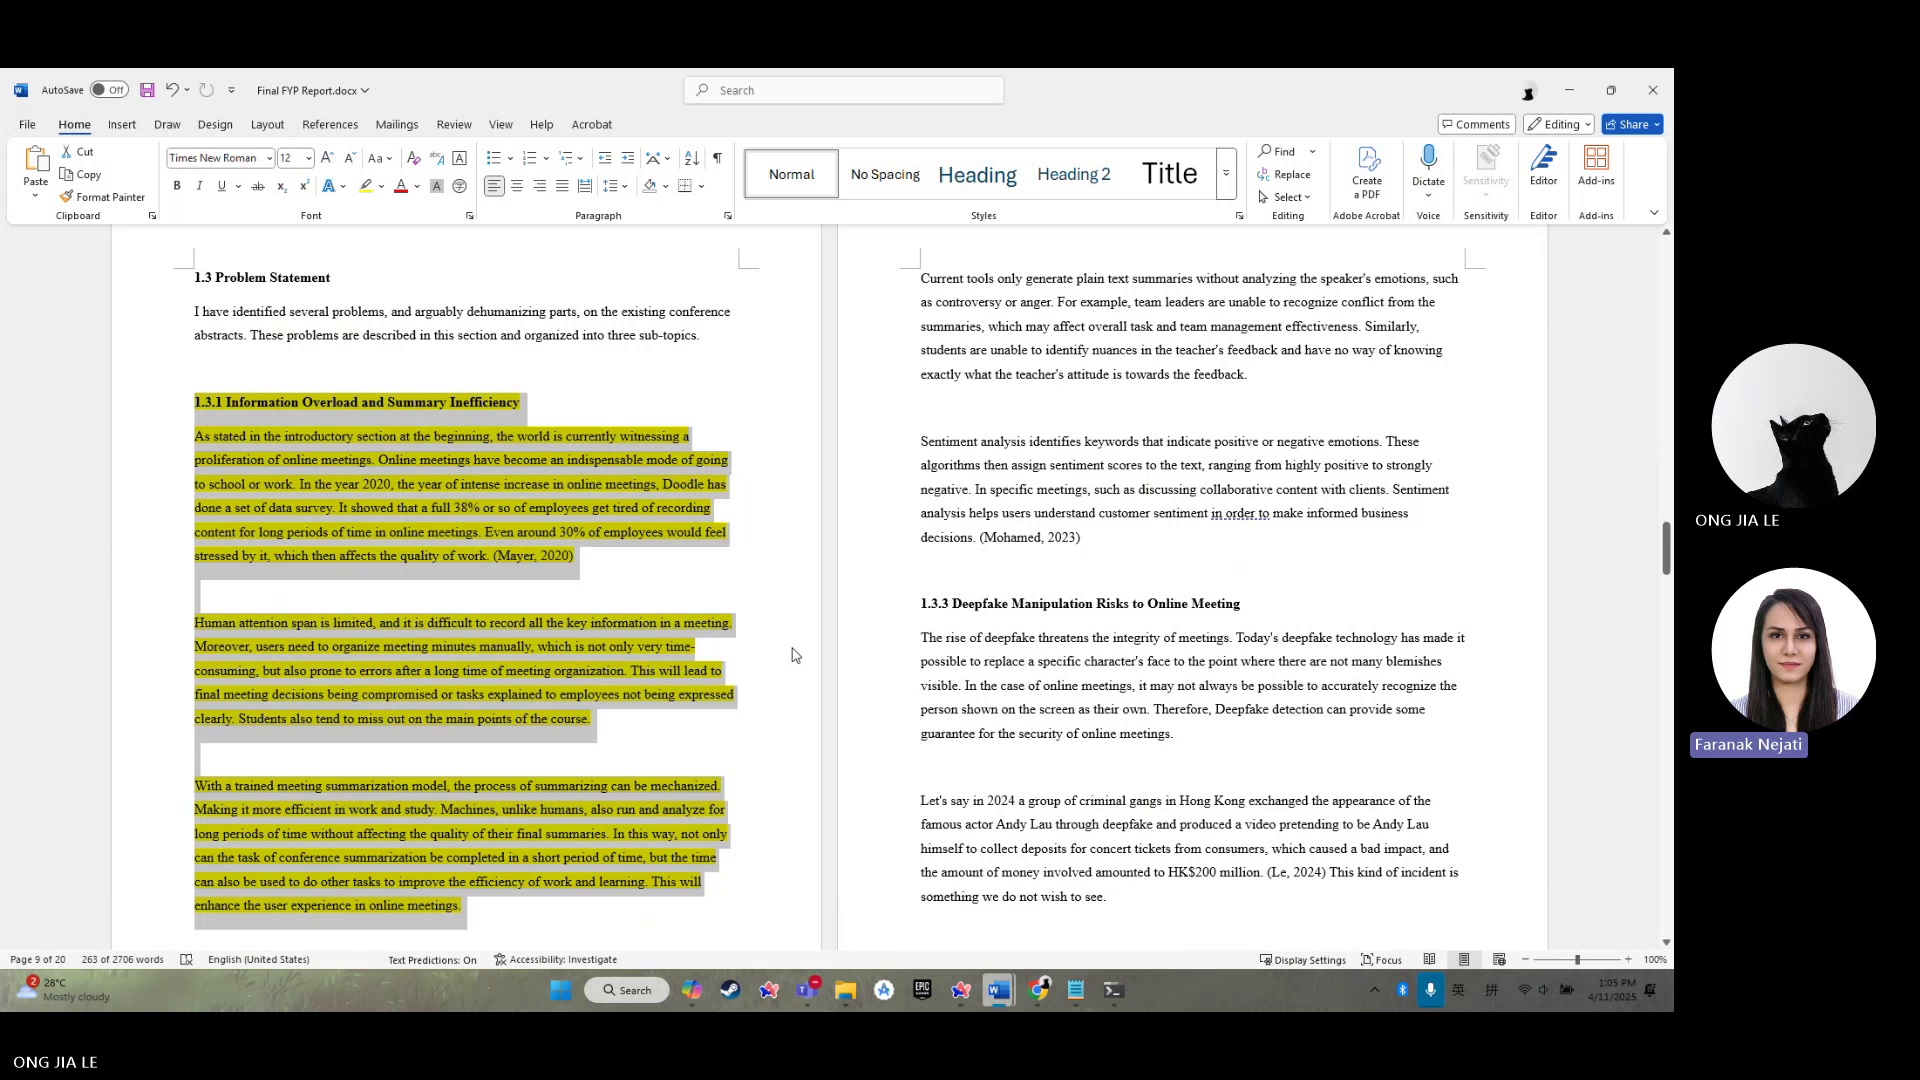 AutoSave Off Final FYP Report.docx Search
File Home Insert Draw Design Layout References Mailings Review View Help Acrobat Comments Editing Share
Paste Cut Copy Format Painter
Times New Roman 12
Normal No Spacing Heading Heading 2 Title
Find Replace Select
Create a PDF
Dictate
Sensitivity
Editor
Add-ins
Clipboard Font Paragraph Styles Editing Adobe Acrobat Voice Sensitivity Editor Add-ins
1.3 Problem Statement
I have identified several problems, and arguably dehumanizing parts, on the existing conference
abstracts. These problems are described in this section and organized into three sub-topics.
1.3.1 Information Overload and Summary Inefficiency
As stated in the introductory section at the beginning, the world is currently witnessing a
proliferation of online meetings. Online meetings have become an indispensable mode of going
to school or work. In the year 2020, the year of intense increase in online meetings, Doodle has
done a set of data survey. It showed that a full 38% or so of employees get tired of recording
content for long periods of time in online meetings. Even around 30% of employees would feel
stressed by it, which then affects the quality of work. (Mayer, 2020)
Human attention span is limited, and it is difficult to record all the key information in a meeting.
Moreover, users need to organize meeting minutes manually, which is not only very time-
consuming, but also prone to errors after a long time of meeting organization. This will lead to
final meeting decisions being compromised or tasks explained to employees not being expressed
clearly. Students also tend to miss out on the main points of the course.
With a trained meeting summarization model, the process of summarizing can be mechanized.
Making it more efficient in work and study. Machines, unlike humans, also run and analyze for
long periods of time without affecting the quality of their final summaries. In this way, not only
can the task of conference summarization be completed in a short period of time, but the time
can also be used to do other tasks to improve the efficiency of work and learning. This will
enhance the user experience in online meetings.
Current tools only generate plain text summaries without analyzing the speaker's emotions, such
as controversy or anger. For example, team leaders are unable to recognize conflict from the
summaries, which may affect overall task and team management effectiveness. Similarly,
students are unable to identify nuances in the teacher's feedback and have no way of knowing
exactly what the teacher's attitude is towards the feedback.
Sentiment analysis identifies keywords that indicate positive or negative emotions. These
algorithms then assign sentiment scores to the text, ranging from highly positive to strongly
negative. In specific meetings, such as discussing collaborative content with clients. Sentiment
analysis helps users understand customer sentiment in order to make informed business
decisions. (Mohamed, 2023)
1.3.3 Deepfake Manipulation Risks to Online Meeting
The rise of deepfake threatens the integrity of meetings. Today's deepfake technology has made it
possible to replace a specific character's face to the point where there are not many blemishes
visible. In the case of online meetings, it may not always be possible to accurately recognize the
person shown on the screen as their own. Therefore, Deepfake detection can provide some
guarantee for the security of online meetings.
Let's say in 2024 a group of criminal gangs in Hong Kong exchanged the appearance of the
famous actor Andy Lau through deepfake and produced a video pretending to be Andy Lau
himself to collect deposits for concert tickets from consumers, which caused a bad impact, and
the amount of money involved amounted to HK$200 million. (Le, 2024) This kind of incident is
something we do not wish to see.
Page 9 of 20 263 of 2706 words English (United States) Text Predictions: On Accessibility: Investigate Display Settings Focus 100%
2 28°C
Mostly cloudy
Search
EPIC GAMES
英 拼
1:05 PM
4/11/2025
ONG JIA LE
Faranak Nejati
ONG JIA LE